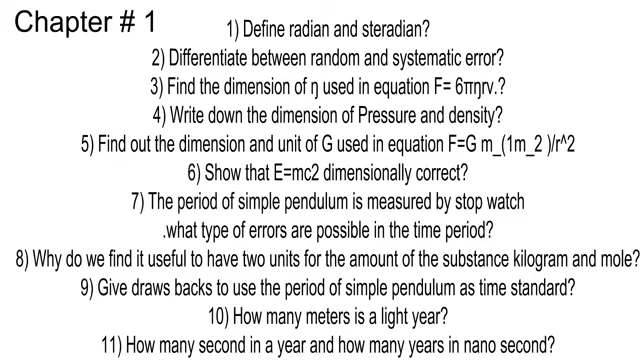 Chapter # 1
1) Define radian and steradian?
2) Differentiate between random and systematic error?
3) Find the dimension of ŋ used in equation F= 6πŋrv.?
4) Write down the dimension of Pressure and density?
5) Find out the dimension and unit of G used in equation F=G m_(1m_2 )/r^2
6) Show that E=mc2 dimensionally correct?
7) The period of simple pendulum is measured by stop watch
.what type of errors are possible in the time period?
8) Why do we find it useful to have two units for the amount of the substance kilogram and mole?
9) Give draws backs to use the period of simple pendulum as time standard?
10) How many meters is a light year?
11) How many second in a year and how many years in nano second?